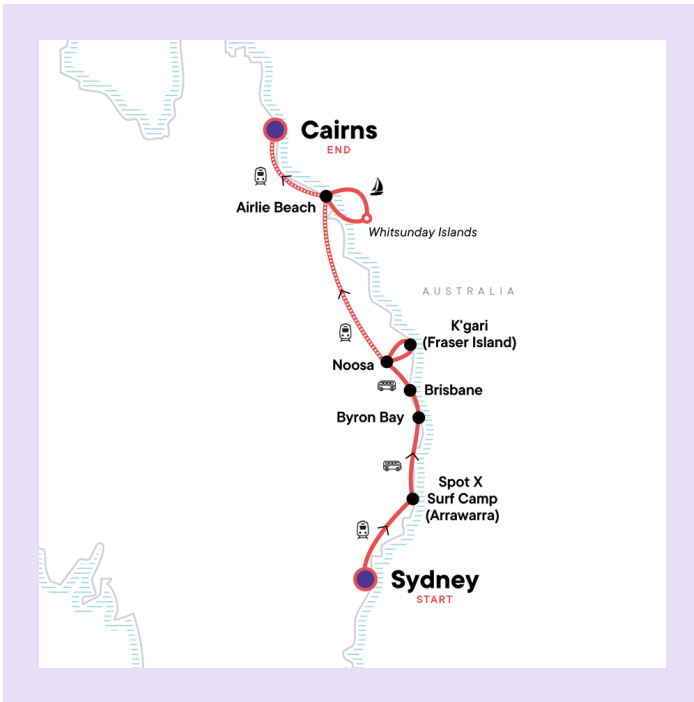 Cairns
END
Airlie Beach
Whitsunday Islands
AUSTRALIA
K'gari
(Fraser Island)
Noosa
Brisbane
Byron Bay
Spot X
Surf Camp
(Arrawarra)
Sydney
START